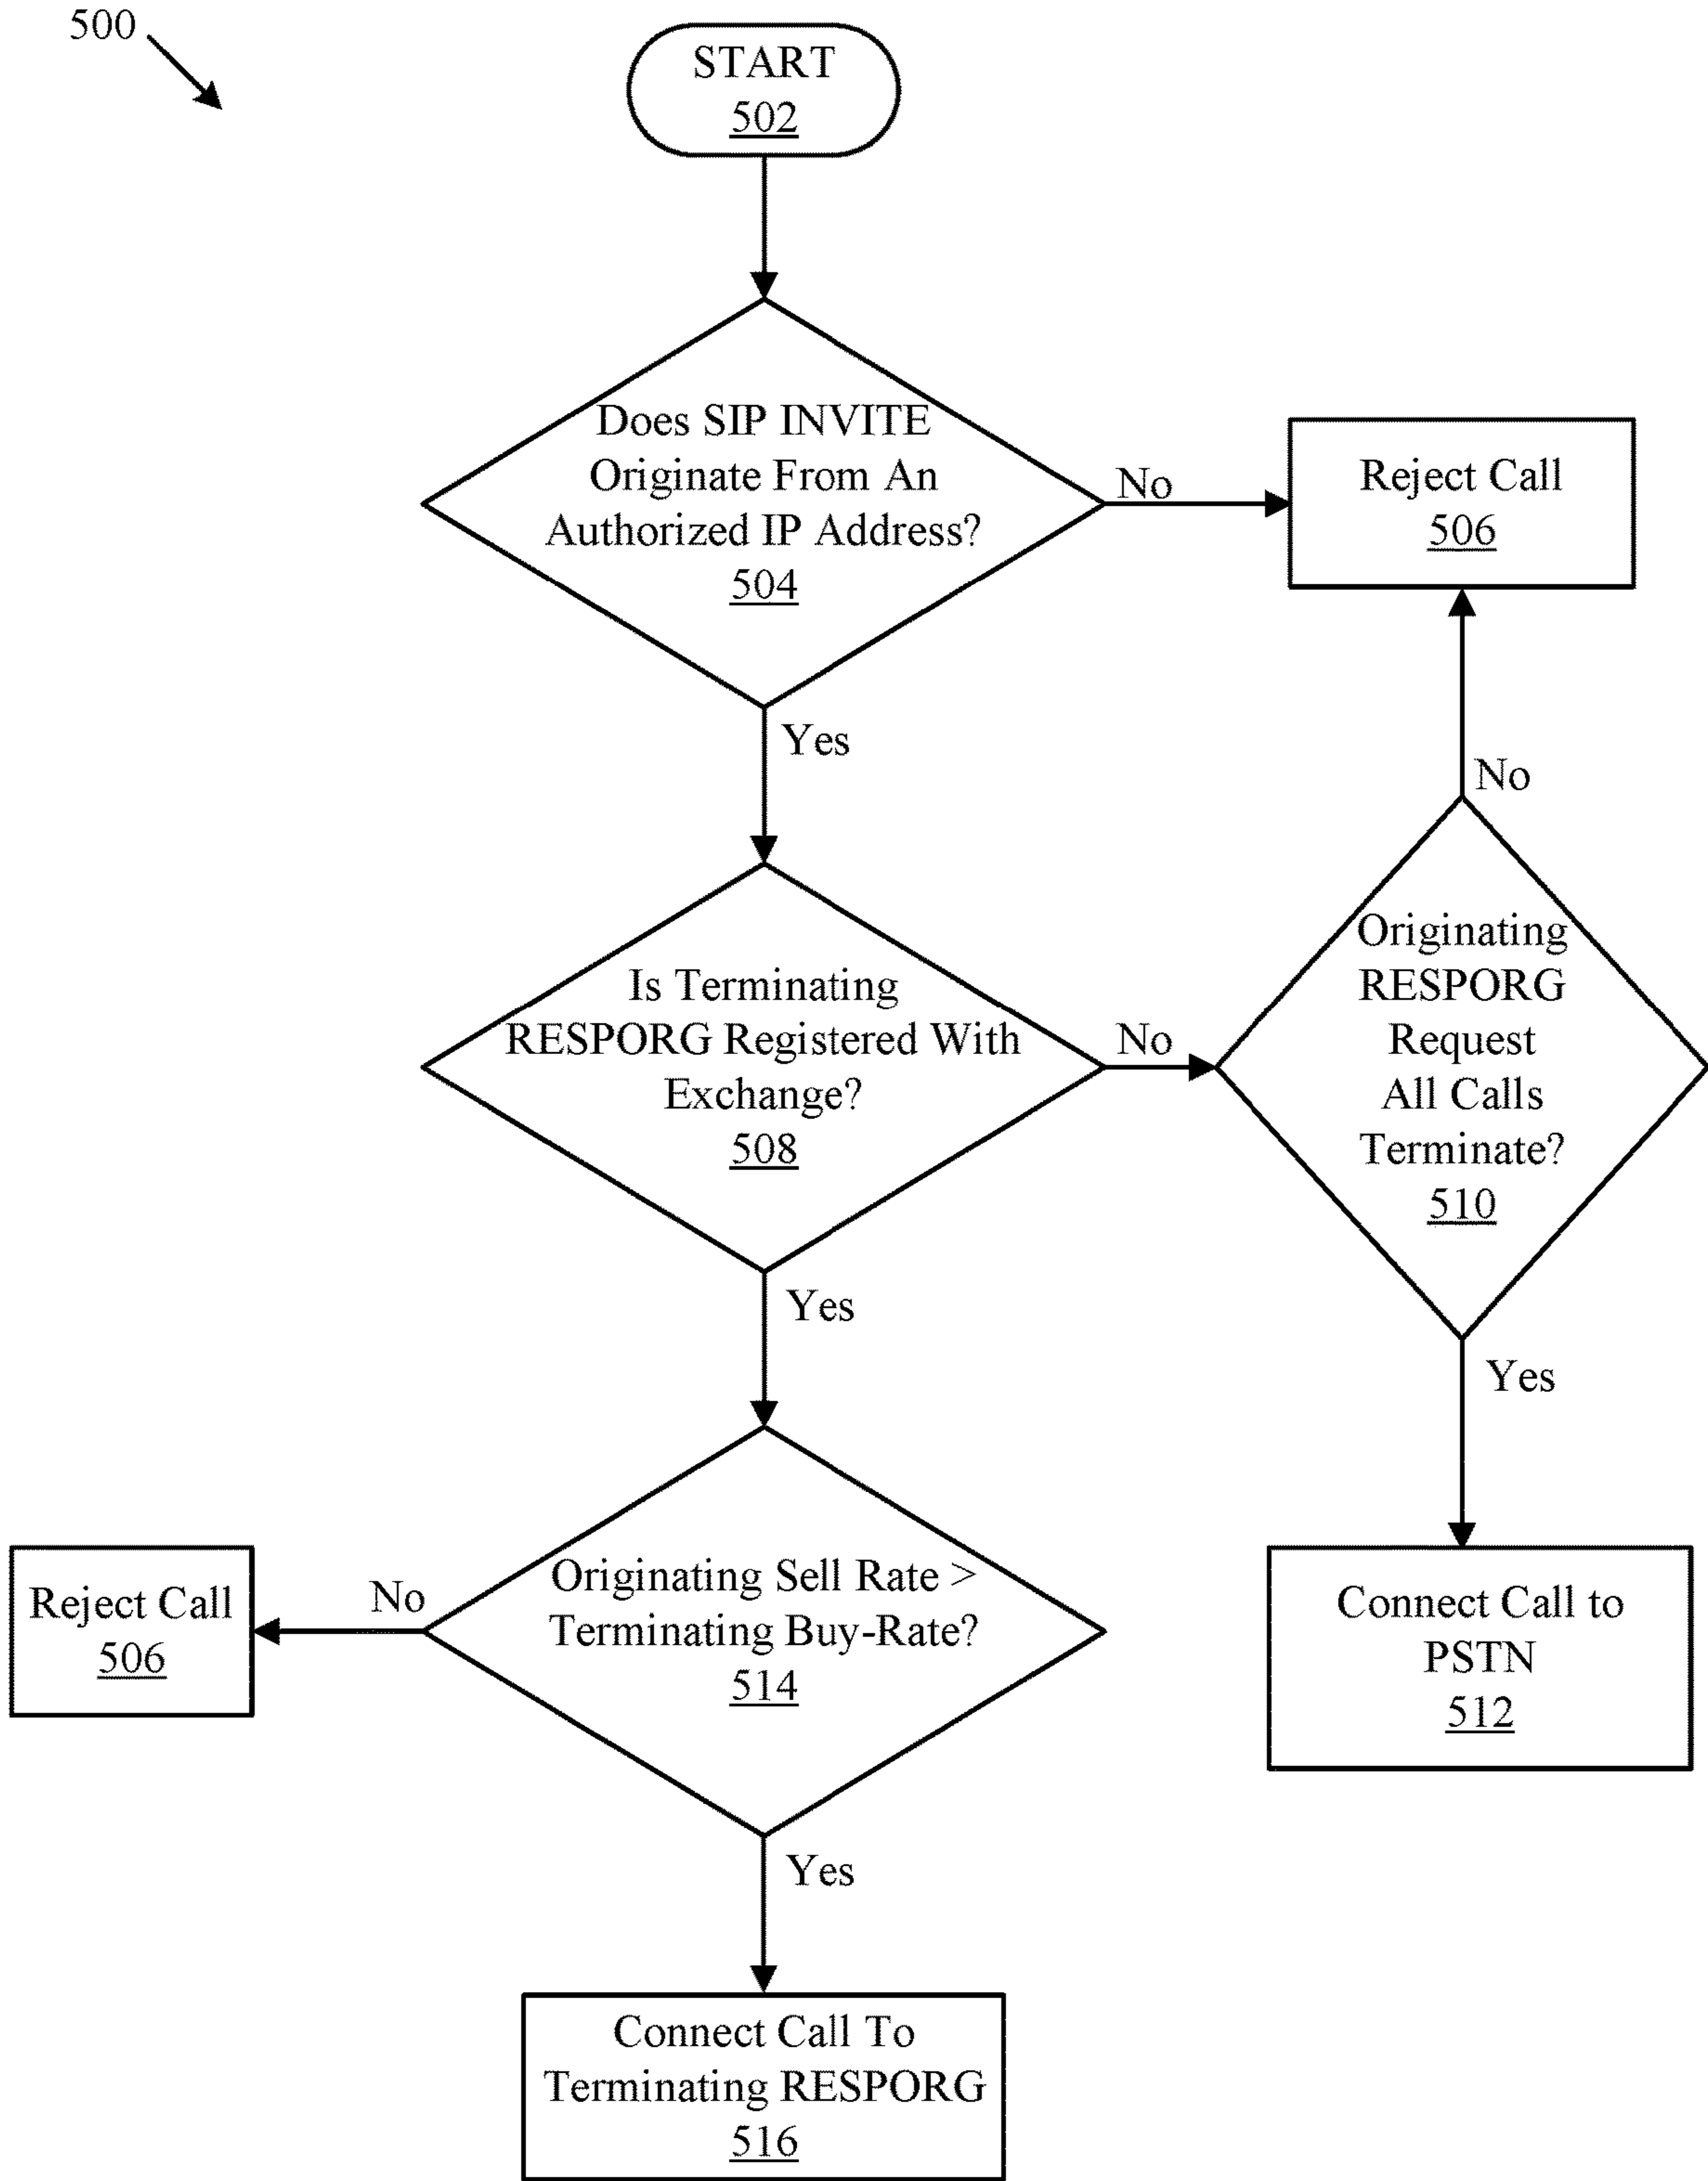 500
START
502
Does SIP INVITE
Originate From An
Authorized IP Address?
504
No
Reject Call
506
Yes
No
Is Terminating
RESPORG Registered With
Exchange?
508
No
Originating
RESPORG
Request
All Calls
Terminate?
510
Yes
Yes
Originating Sell Rate >
Terminating Buy-Rate?
514
No
Reject Call
506
Connect Call to
PSTN
512
Yes
Connect Call To
Terminating RESPORG
516